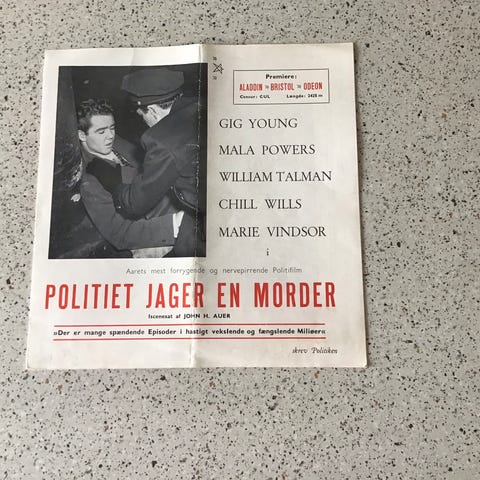 Premiere:
ALADDIN BRISTOL ODEON
Censur: GUL Længde: 2425 m
GIG YOUNG
MALA POWERS
WILLIAM TALMAN
CHILL WILLS
MARIE VINDSOR
i
Aarets mest forrygende og nervepirrende Politifilm
POLITIET JAGER EN MORDER
Iscenesat af JOHN H. AUER
»Der er mange spændende Episoder i hastigt vekslende og fængslende Miliøer«
skrev Politiken